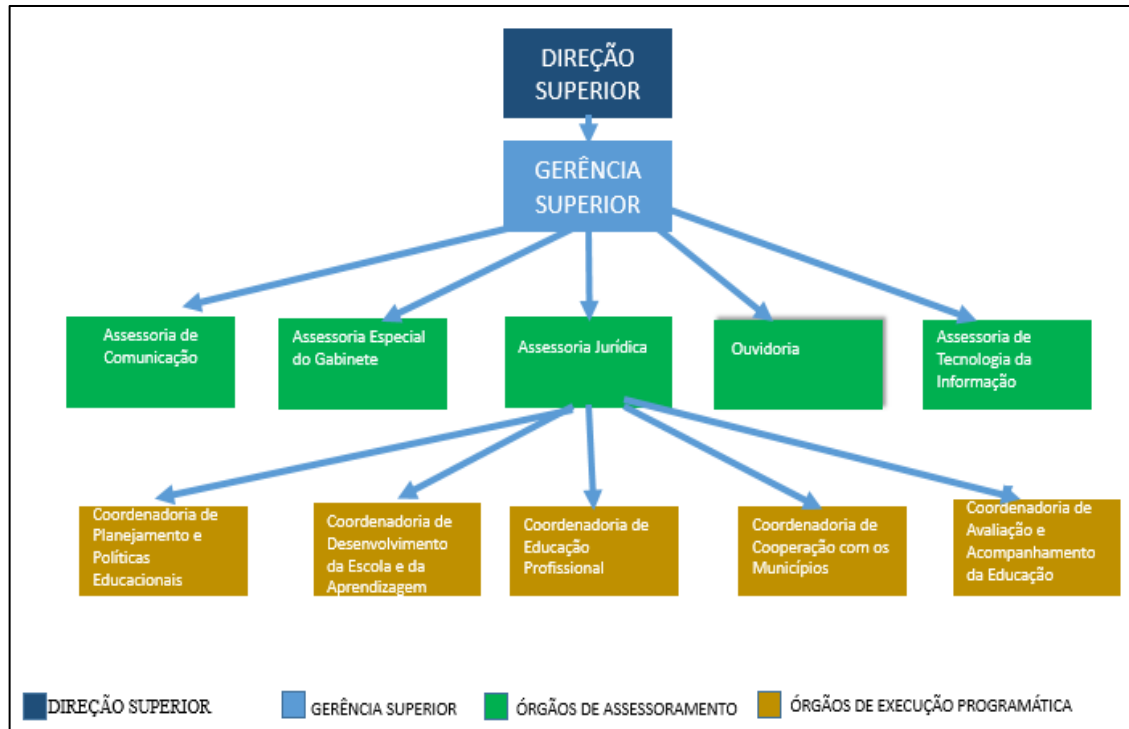 DIREÇÃO
SUPERIOR
GERÊNCIA
SUPERIOR
Assessoria de
Comunicação
Assessoria Especial
do Gabinete
Assessoria Jurídica
Ouvidoria
Assessoria de
Tecnologia da
Informação
Coordenadoria de
Planejamento e
Políticas
Educacionais
Coordenadoria de
Desenvolvimento
da Escola e da
Aprendizagem
Coordenadoria de
Educação
Profissional
Coordenadoria de
Cooperação com os
Municípios
Coordenadoria de
Avaliação e
Acompanhamento
da Educação
DIREÇÃO SUPERIOR
GERÊNCIA SUPERIOR
ÓRGÃOS DE ASSESSORAMENTO
ÓRGÃOS DE EXECUÇÃO PROGRAMÁTICA